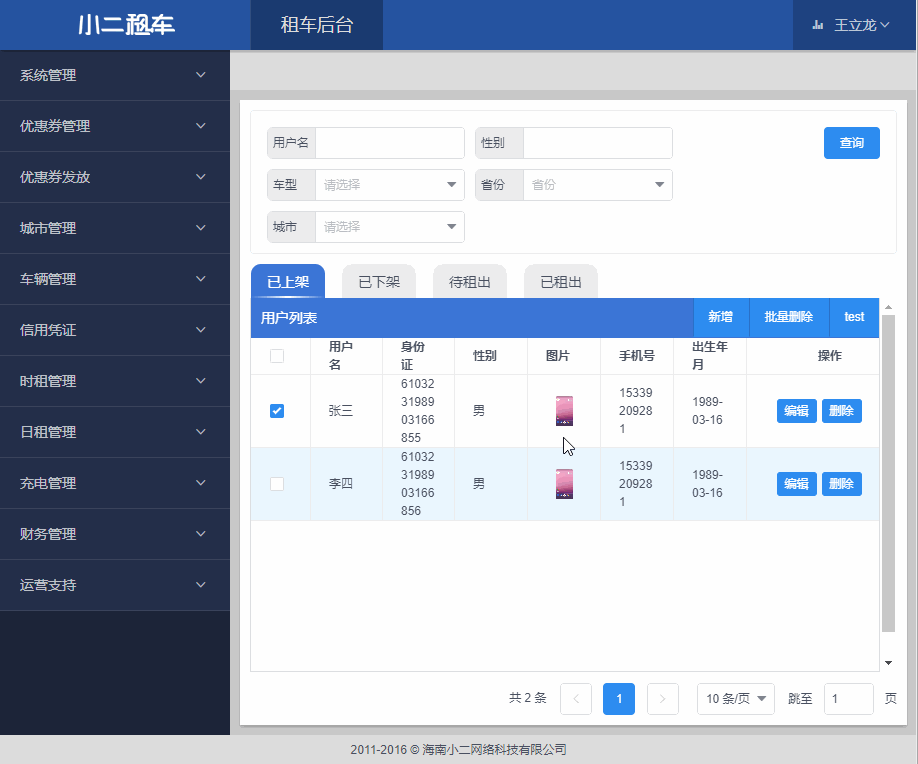 小二租车
租车后台
王立龙
系统管理
优惠券管理
优惠券发放
城市管理
车辆管理
信用凭证
时租管理
日租管理
充电管理
财务管理
运营支持
用户名
性别
查询
车型 请选择
省份 省份
城市 请选择
已上架 已下架 待租出 已租出
用户列表 新增 批量删除 test
用户名 身份证 性别 图片 手机号 出生年月 操作
张三 610323198903166855 男 15339209281 1989-03-16 编辑 删除
李四 610323198903166856 男 15339209281 1989-03-16 编辑 删除
共 2 条 1 10 条/页 跳至 1 页
2011-2016 © 海南小二网络科技有限公司